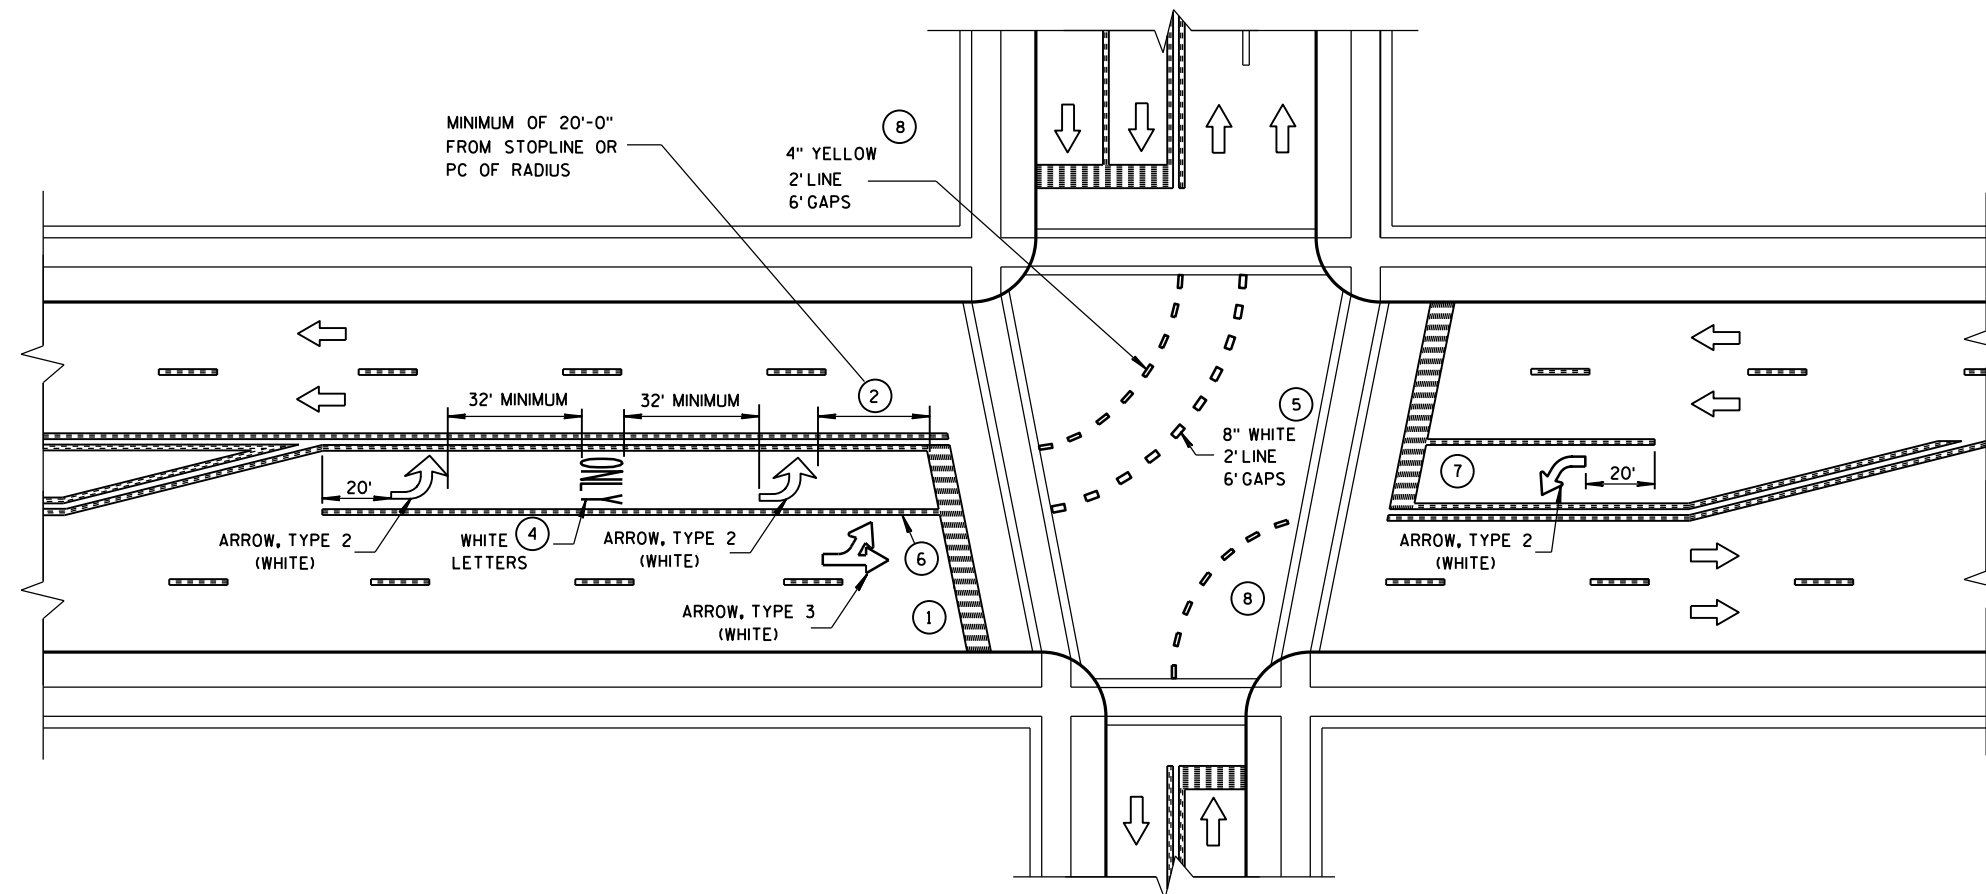 MINIMUM OF 20'-0"
FROM STOPLINE OR
PC OF RADIUS
8
4" YELLOW
2' LINE
6' GAPS
32' MINIMUM
32' MINIMUM
2
5
8" WHITE
2' LINE
6' GAPS
20'
ONLY
7
20'
ARROW, TYPE 2
(WHITE)
WHITE
LETTERS
4
ARROW, TYPE 2
(WHITE)
6
ARROW, TYPE 2
(WHITE)
ARROW, TYPE 3
(WHITE)
1
8